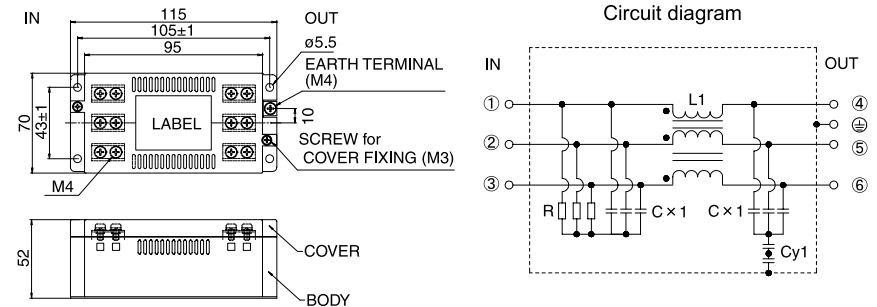 IN
115
OUT
105±1
95
ø5.5
EARTH TERMINAL
(M4)
70
43±1
10
LABEL
SCREW for
COVER FIXING (M3)
M4
52
COVER
BODY
Circuit diagram
IN
OUT
① L1 ④
② ⑤
③ ⑥
R C×1 C×1
Cy1